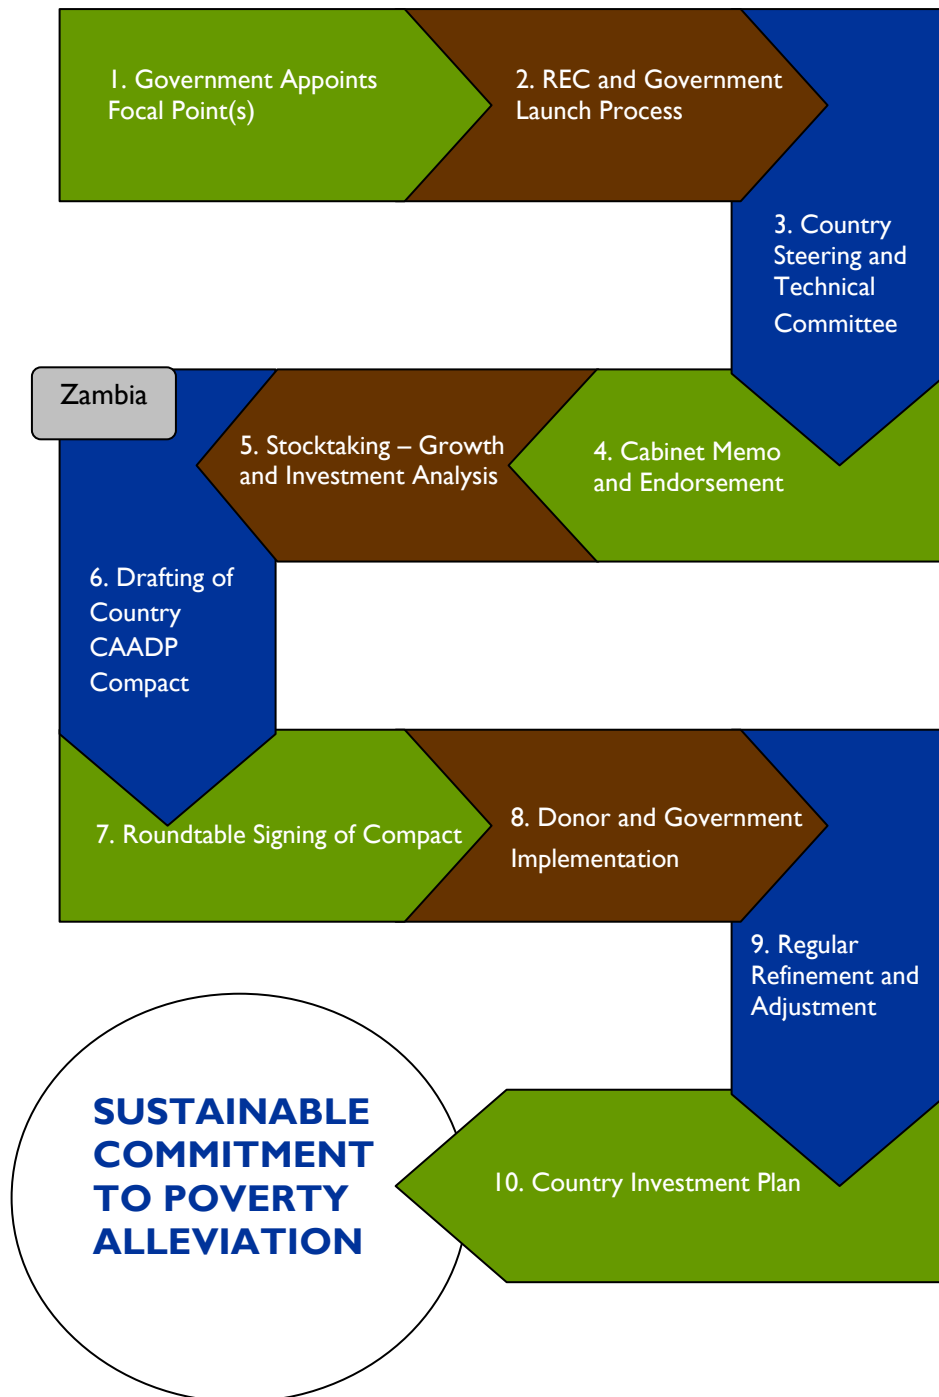 1. Government Appoints
Focal Point(s)
2. REC and Government
Launch Process
3. Country
Steering and
Technical
Committee
4. Cabinet Memo
and Endorsement
5. Stocktaking – Growth
and Investment Analysis
Zambia
6. Drafting of
Country
CAADP
Compact
7. Roundtable Signing of Compact
8. Donor and Government
Implementation
9. Regular
Refinement and
Adjustment
10. Country Investment Plan
SUSTAINABLE
COMMITMENT
TO POVERTY
ALLEVIATION